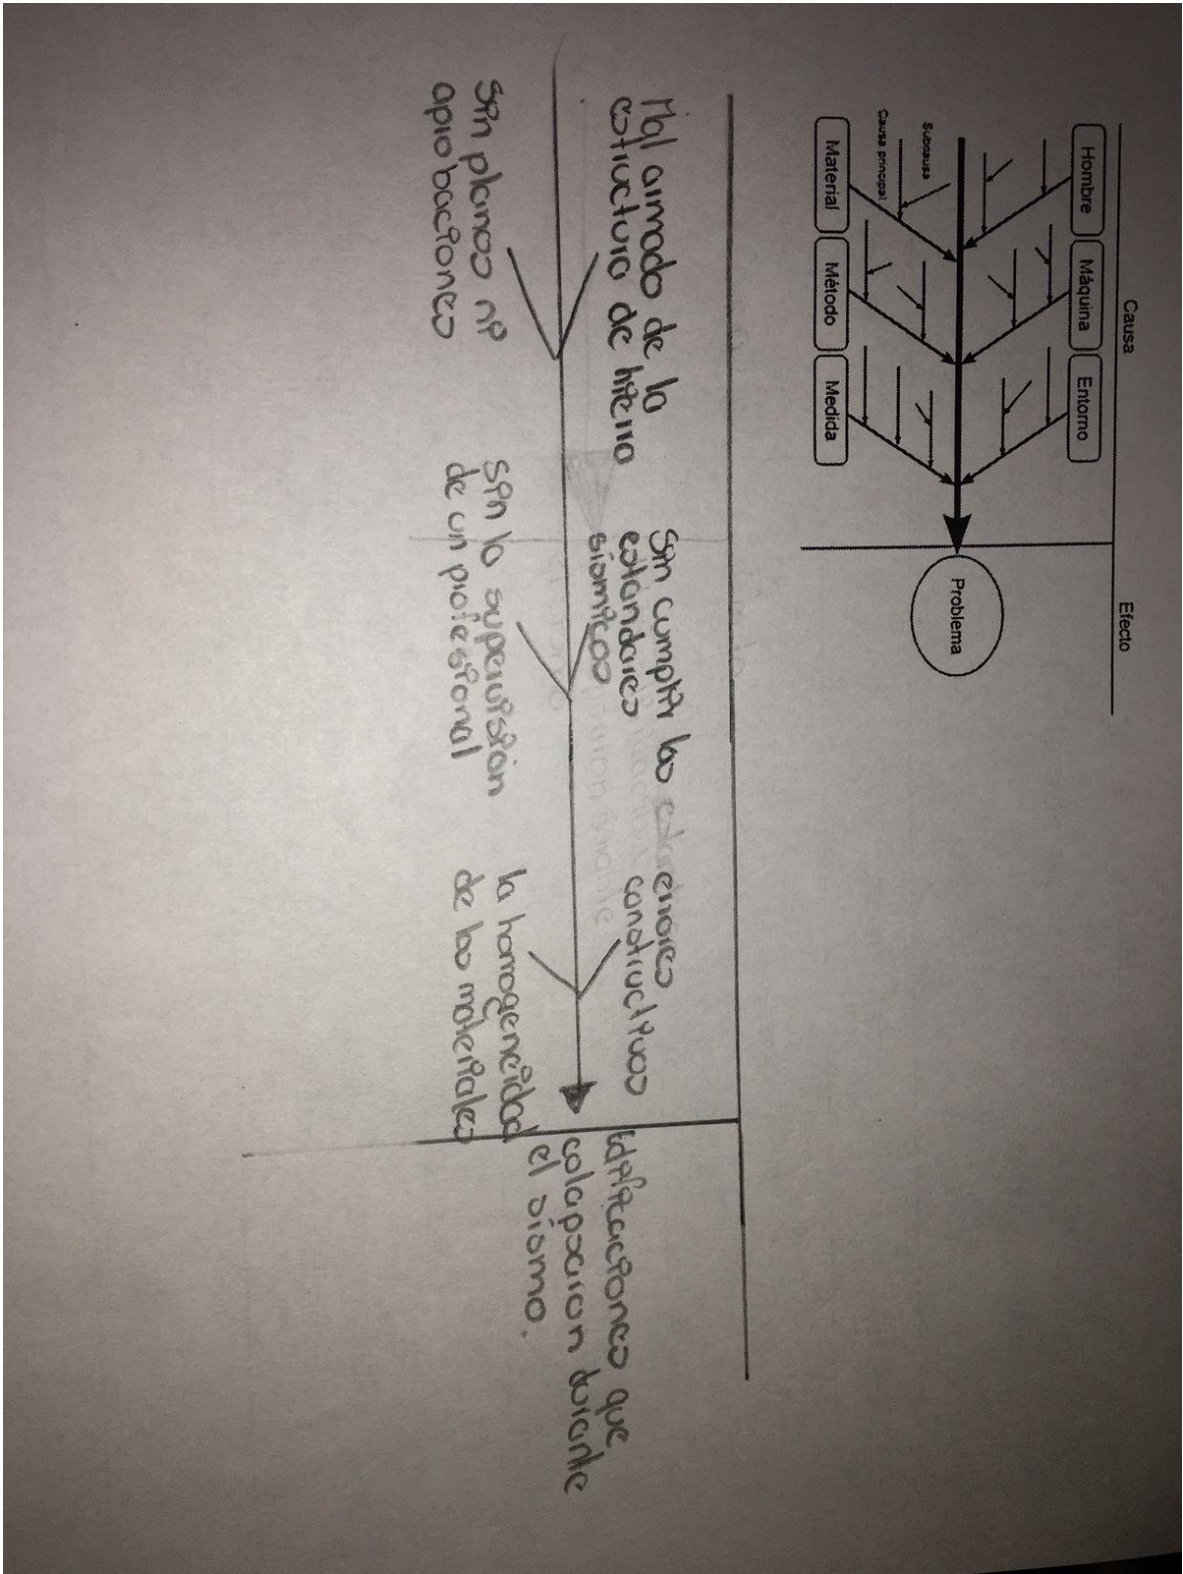 Causa
Efecto
Hombre
Máquina
Entorno
Subcausa
Causa principal
Problema
Material
Método
Medida
Mal armado de la
estructura de hierro
Sin cumplir los
estandares
sísmicos
errores
constructivos
Edificaciones que
colapsaron durante
el sismo.
Sin planos ni
aprobaciones
Sin la supervisión
de un profesional
la homogeneidad
de los materiales